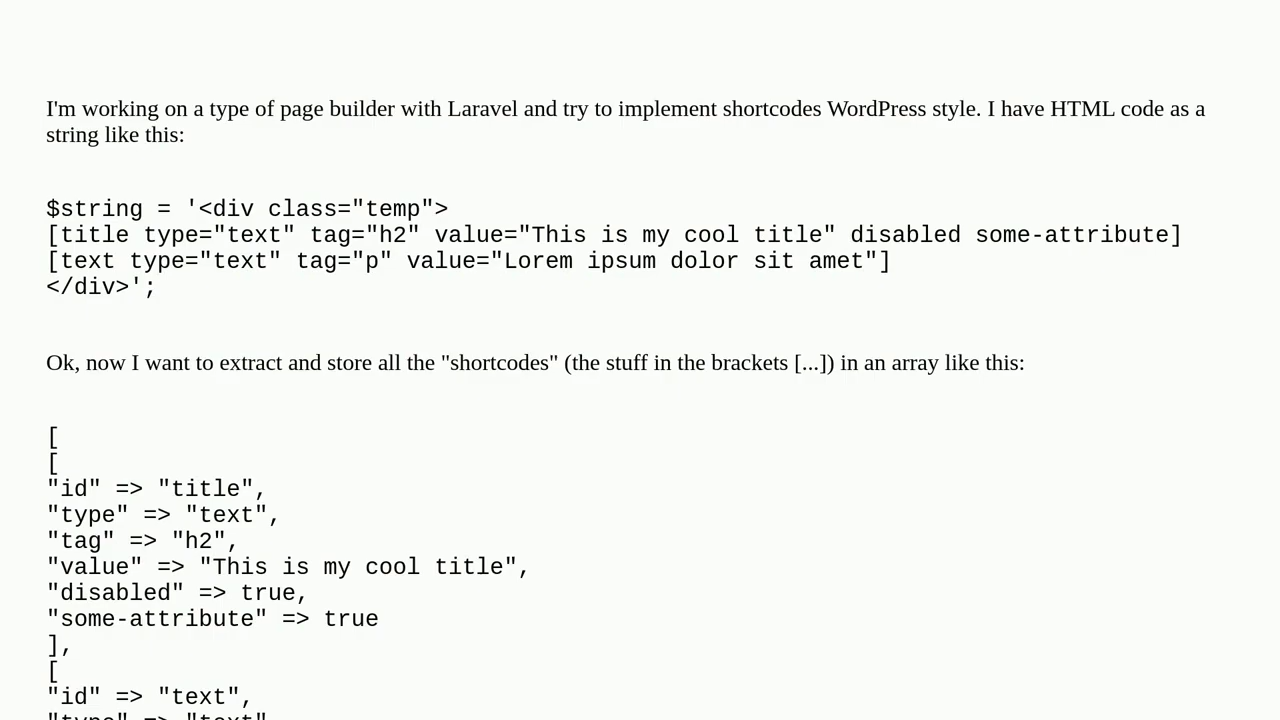 I'm working on a type of page builder with Laravel and try to implement shortcodes WordPress style. I have HTML code as a
string like this:
$string = '<div class="temp">
[title type="text" tag="h2" value="This is my cool title" disabled some-attribute]
[text type="text" tag="p" value="Lorem ipsum dolor sit amet"]
</div>';
Ok, now I want to extract and store all the "shortcodes" (the stuff in the brackets [...]) in an array like this:
[
[
"id" => "title",
"type" => "text",
"tag" => "h2",
"value" => "This is my cool title",
"disabled" => true,
"some-attribute" => true
],
[
"id" => "text",
"type" => "text"